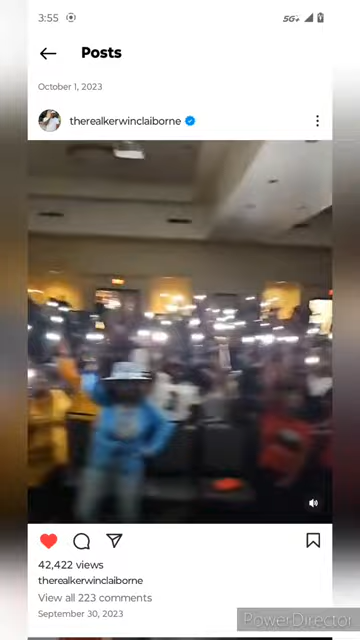 3:55 5G+
Posts
October 1, 2023
therealkerwinclaiborne
42,422 views
therealkerwinclaiborne
View all 223 comments
September 30, 2023
PowerDirector